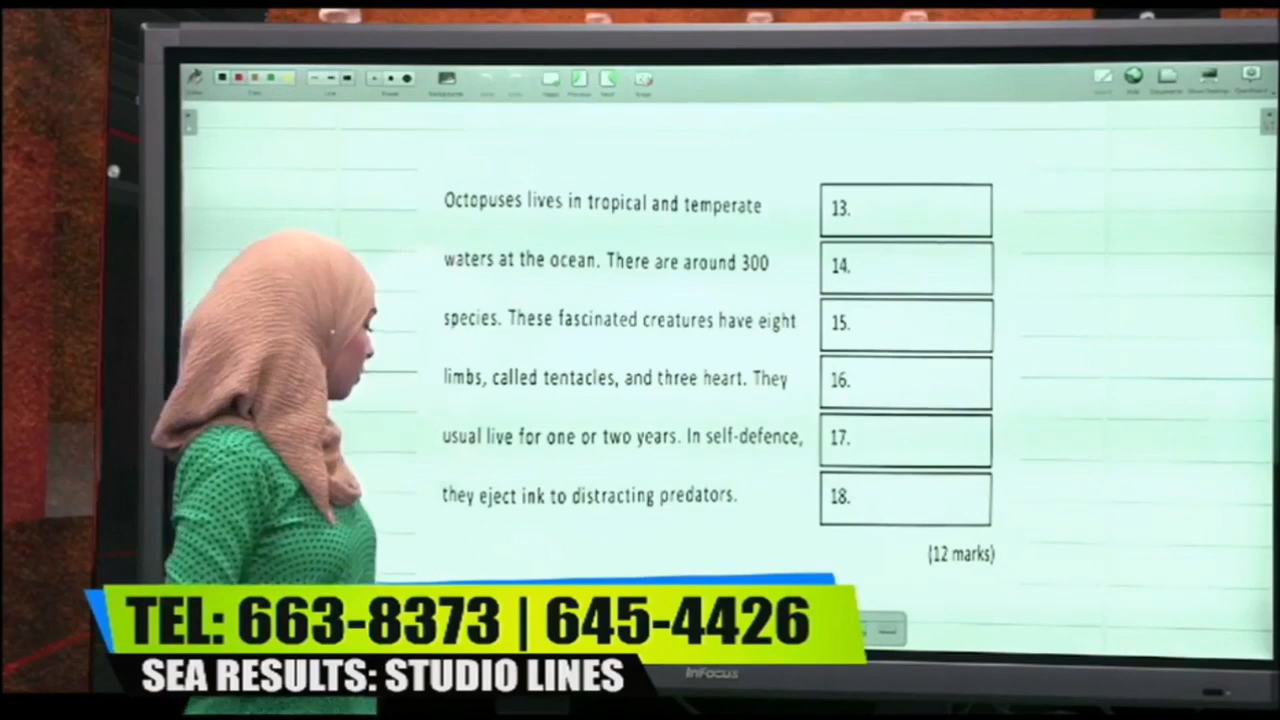 Octopuses lives in tropical and temperate
13.
waters at the ocean. There are around 300
14.
species. These fascinated creatures have eight
15.
limbs, called tentacles, and three heart. They
16.
usual live for one or two years. In self-defence,
17.
they eject ink to distracting predators.
18.
(12 marks)
TEL: 663-8373 | 645-4426
SEA RESULTS: STUDIO LINES
InFocus